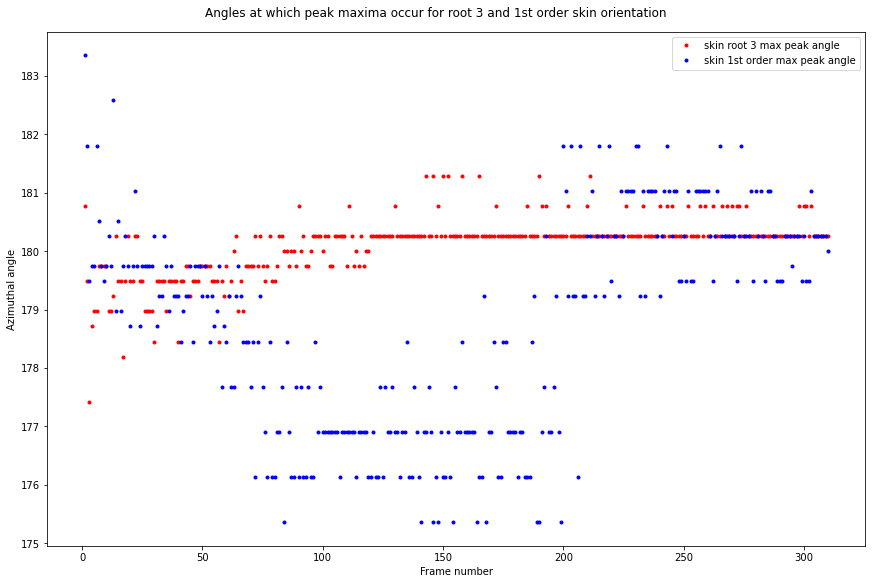 Angles at which peak maxima occur for root 3 and 1st order skin orientation
skin root 3 max peak angle
skin 1st order max peak angle
183
182
181
180
179
178
177
176
175
Azimuthal angle
0 50 100 150 200 250 300
Frame number